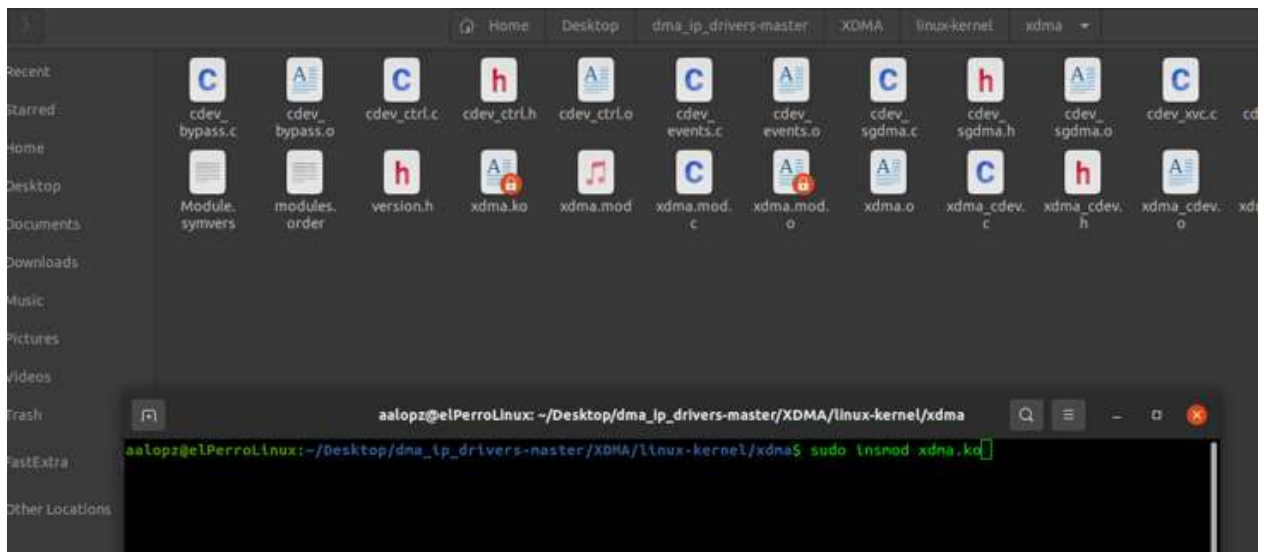 Home Desktop dma_ip_drivers-master XDMA linux-kernel xdma
Recent
Starred
Home
Desktop
Documents
Downloads
Music
Pictures
Videos
Trash
FastExtra
Other Locations
C A C h A C A C h A C
cdev_ cdev_ cdev_ctrl.c cdev_ctrl.h cdev_ctrl.o cdev_ cdev_ cdev_ cdev_ cdev_ cdev_xvc.c cd
bypass.c bypass.o events.c events.o sgdma.c sgdma.h sgdma.o
h A C A A C h A
Module. modules. version.h xdma.ko xdma.mod xdma.mod. xdma.mod. xdma.o xdma_cdev. xdma_cdev. xdma_cdev. xd
symvers order c o c h o
aalopz@elPerroLinux: ~/Desktop/dma_ip_drivers-master/XDMA/linux-kernel/xdma
aalopz@elPerroLinux:~/Desktop/dma_ip_drivers-master/XDMA/linux-kernel/xdma$ sudo insmod xdma.ko